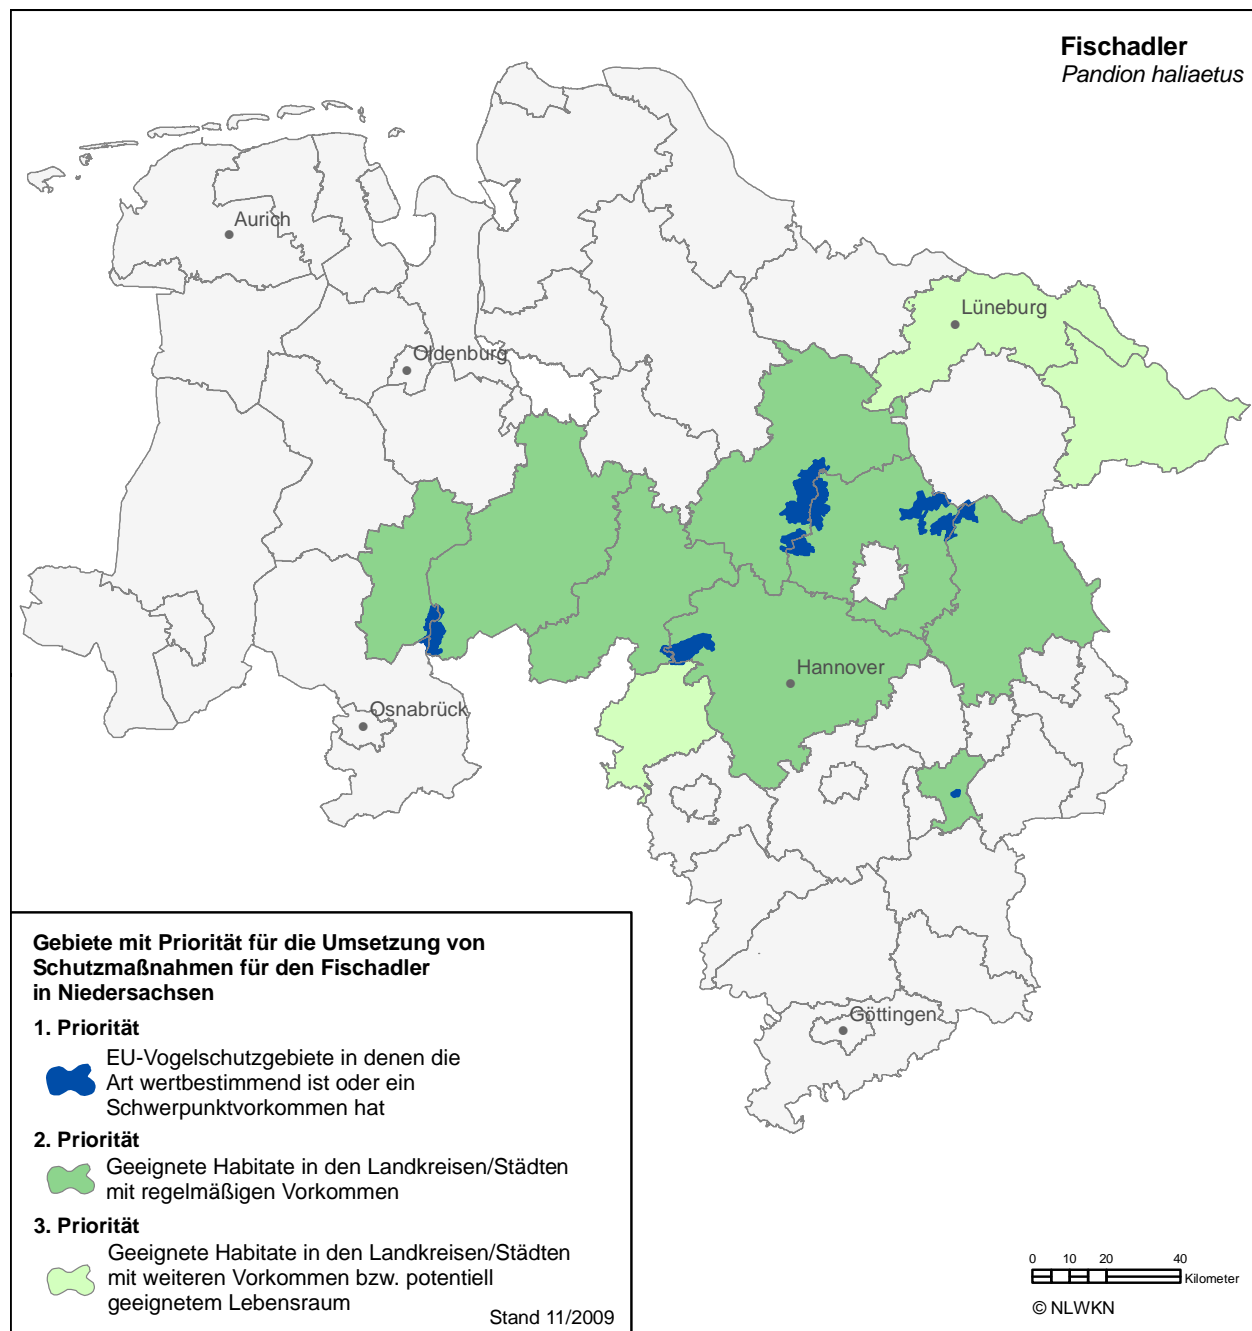 Fischadler
Pandion haliaetus
Aurich
Lüneburg
Oldenburg
Hannover
Osnabrück
Göttingen
Gebiete mit Priorität für die Umsetzung von
Schutzmaßnahmen für den Fischadler
in Niedersachsen
1. Priorität
EU-Vogelschutzgebiete in denen die
Art wertbestimmend ist oder ein
Schwerpunktvorkommen hat
2. Priorität
Geeignete Habitate in den Landkreisen/Städten
mit regelmäßigen Vorkommen
3. Priorität
Geeignete Habitate in den Landkreisen/Städten
mit weiteren Vorkommen bzw. potentiell
geeignetem Lebensraum
Stand 11/2009
0 10 20 40
Kilometer
© NLWKN